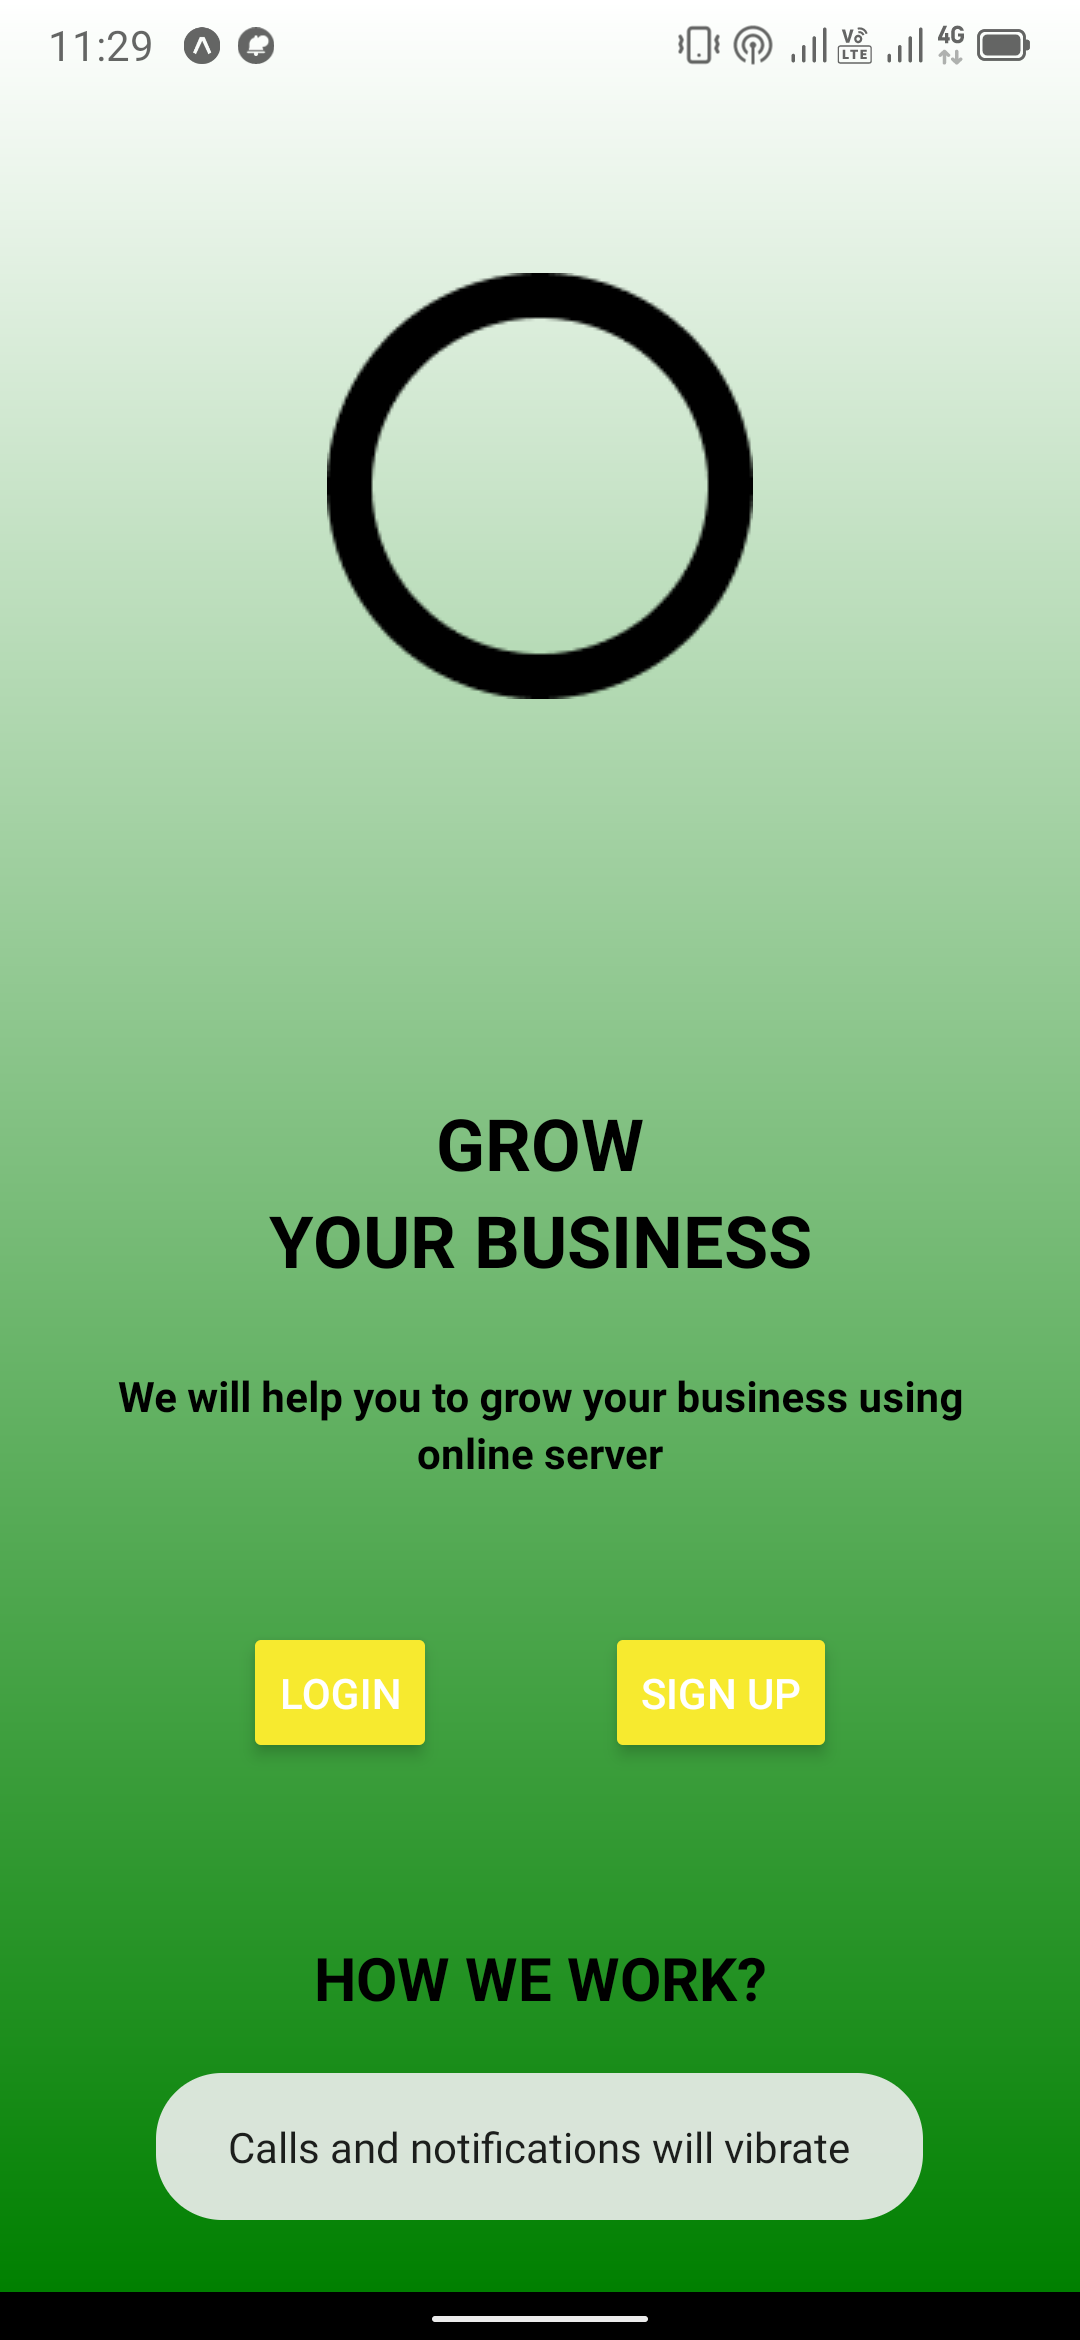 11:29
Vo
LTE
4G
GROW
YOUR BUSINESS
We will help you to grow your business using
online server
LOGIN
SIGN UP
HOW WE WORK?
Calls and notifications will vibrate